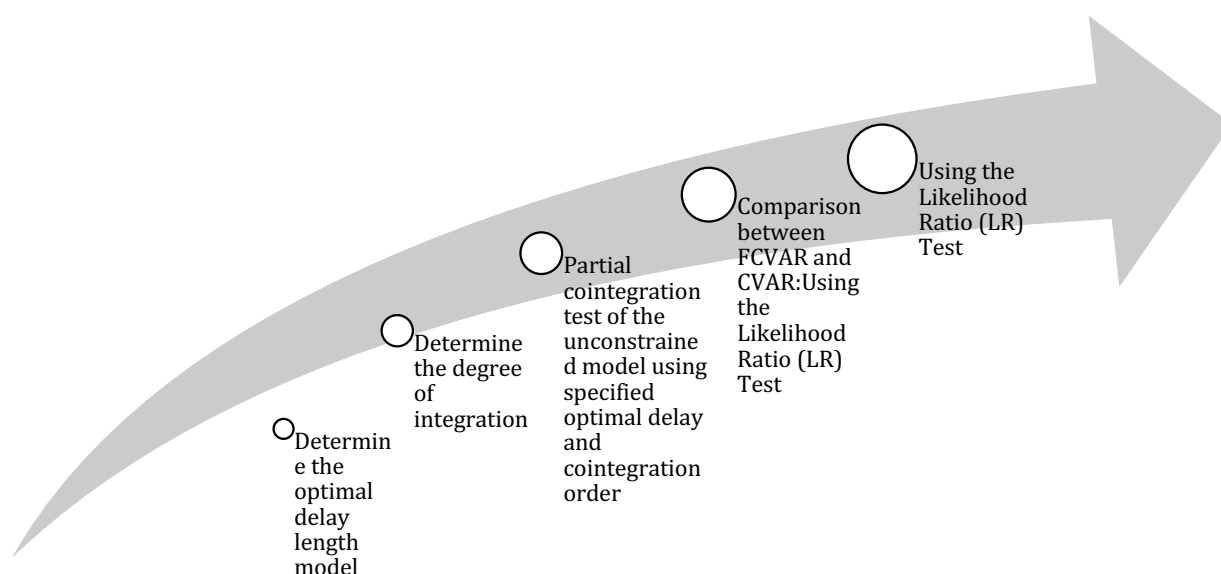 Determin
e the
optimal
delay
length
model
Determine
the degree
of
integration
Partial
cointegration
test of the
unconstraine
d model using
specified
optimal delay
and
cointegration
order
Comparison
between
FCVAR and
CVAR:Using
the
Likelihood
Ratio (LR)
Test
Using the
Likelihood
Ratio (LR)
Test